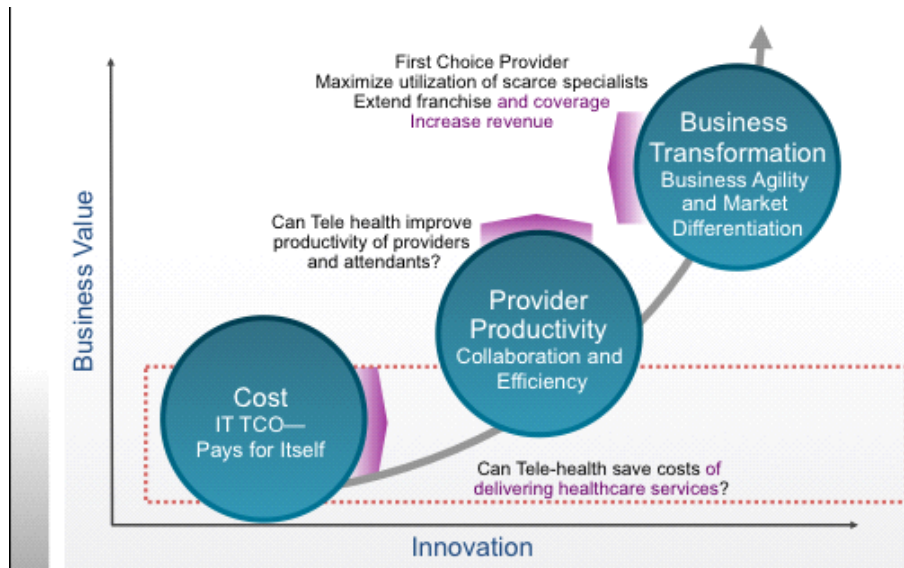 First Choice Provider
Maximize utilization of scarce specialists
Extend franchise and coverage
Increase revenue
Business
Transformation
Business Agility
and Market
Differentiation
Can Tele health improve
productivity of providers
and attendants?
Provider
Productivity
Collaboration and
Efficiency
Cost
IT TCO—
Pays for Itself
Can Tele-health save costs of
delivering healthcare services?
Business Value
Innovation